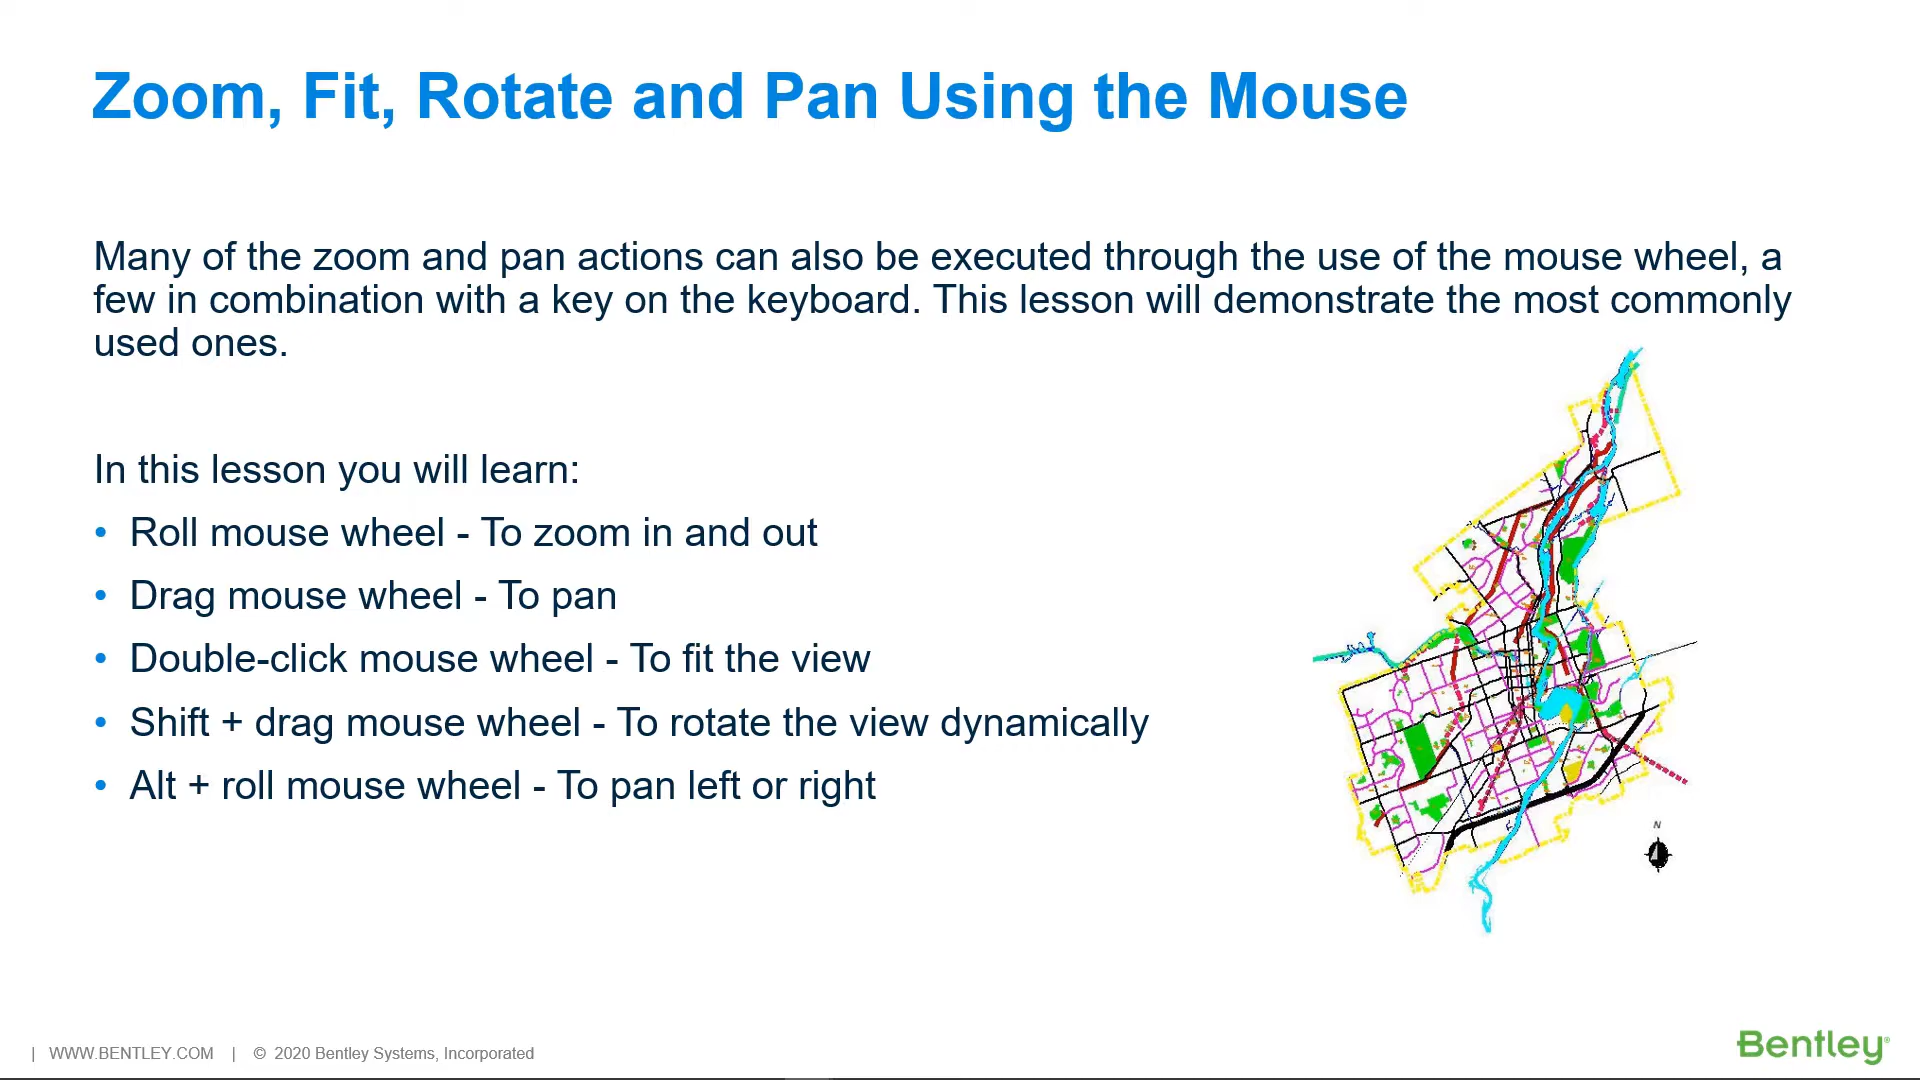 Zoom, Fit, Rotate and Pan Using the Mouse
Many of the zoom and pan actions can also be executed through the use of the mouse wheel, a
few in combination with a key on the keyboard. This lesson will demonstrate the most commonly
used ones.
In this lesson you will learn:
• Roll mouse wheel - To zoom in and out
• Drag mouse wheel - To pan
• Double-click mouse wheel - To fit the view
• Shift + drag mouse wheel - To rotate the view dynamically
• Alt + roll mouse wheel - To pan left or right
N
| WWW.BENTLEY.COM | © 2020 Bentley Systems, Incorporated
Bentley®